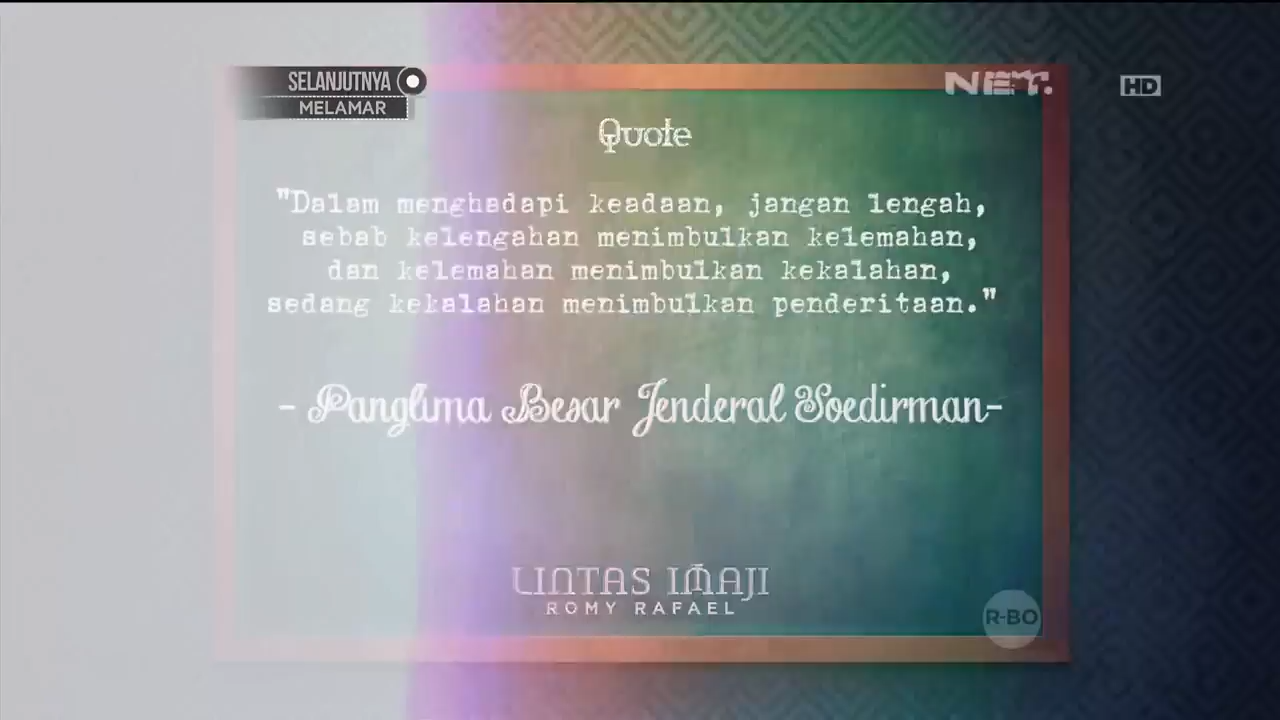 SELANJUTNYA
MELAMAR
NET.
HD
Quote
"Dalam menghadapi keadaan, jangan lengah,
sebab kelengahan menimbulkan kelemahan,
dan kelemahan menimbulkan kekalahan,
sedang kekalahan menimbulkan penderitaan."
- Panglima Besar Jenderal Soedirman-
LINTAS IMAJI
ROMY RAFAEL
R-BO